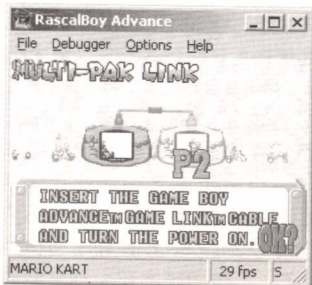 RascalBoy Advance
File Debugger Options Help
MULTI-PAK LINK
P2
INSERT THE GAME BOY
ADVANCE™ GAME LINK™ CABLE
AND TURN THE POWER ON. OK?
MARIO KART 29 fps S